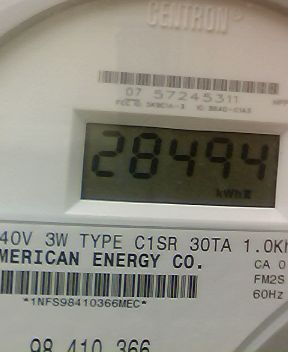 CENTRON®
07 57245311
28494
kWh
40V 3W TYPE C1SR 30TA 1.0Kh
MERICAN ENERGY CO.
CA 0
FM2S
*1NFS98410366MEC*
60Hz
98 410 366